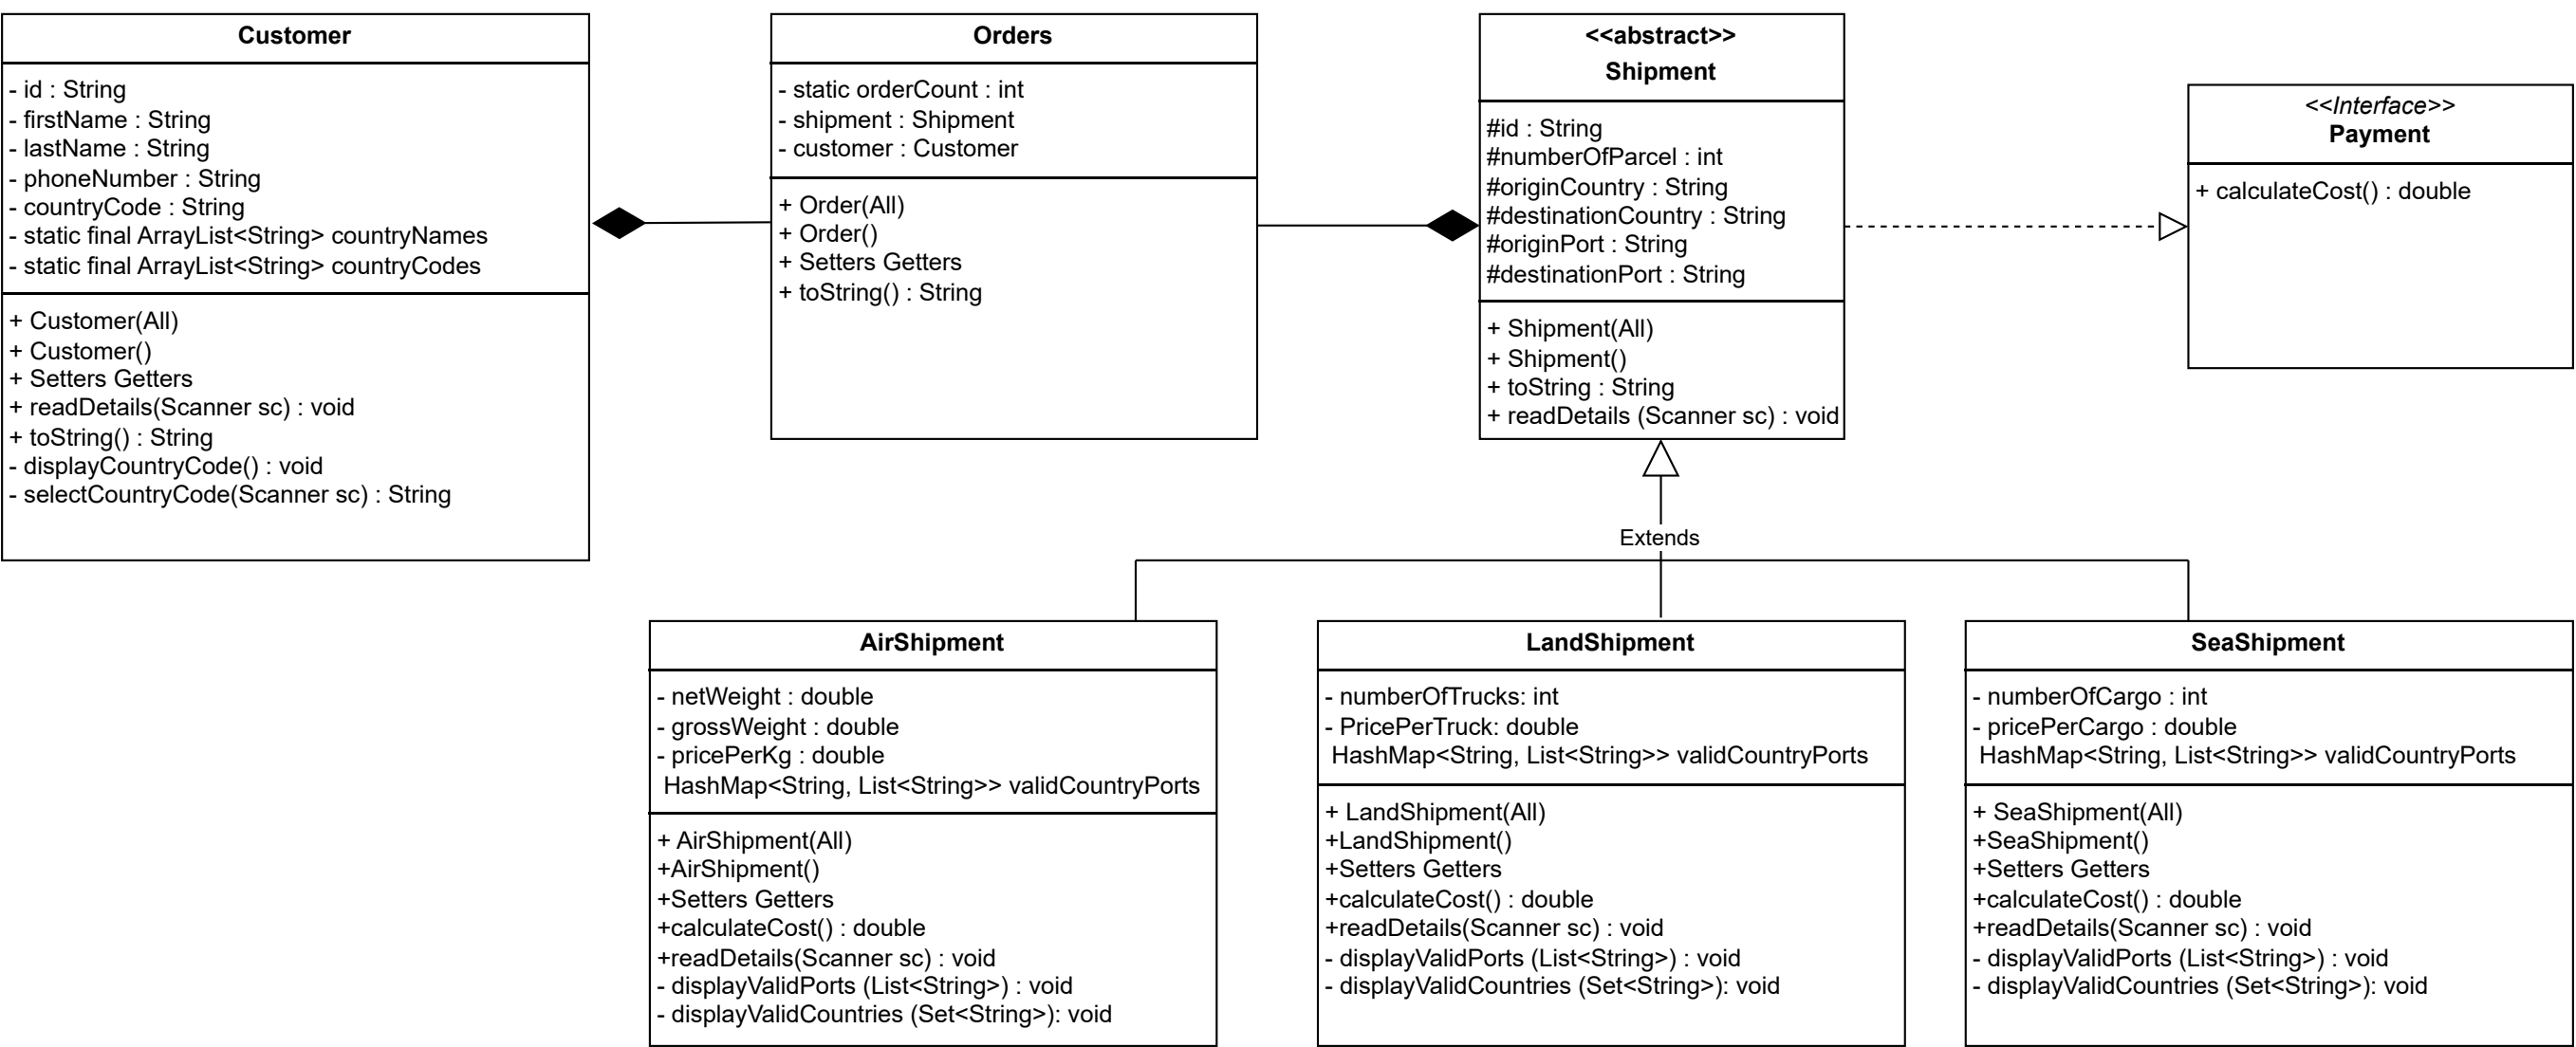 Customer
- id : String
- firstName : String
- lastName : String
- phoneNumber : String
- countryCode : String
- static final ArrayList<String> countryNames
- static final ArrayList<String> countryCodes
+ Customer(All)
+ Customer()
+ Setters Getters
+ readDetails(Scanner sc) : void
+ toString() : String
- displayCountryCode() : void
- selectCountryCode(Scanner sc) : String
Orders
- static orderCount : int
- shipment : Shipment
- customer : Customer
+ Order(All)
+ Order()
+ Setters Getters
+ toString() : String
<<abstract>>
Shipment
#id : String
#numberOfParcel : int
#originCountry : String
#destinationCountry : String
#originPort : String
#destinationPort : String
+ Shipment(All)
+ Shipment()
+ toString : String
+ readDetails (Scanner sc) : void
<<Interface>>
Payment
+ calculateCost() : double
Extends
AirShipment
- netWeight : double
- grossWeight : double
- pricePerKg : double
HashMap<String, List<String>> validCountryPorts
+ AirShipment(All)
+AirShipment()
+Setters Getters
+calculateCost() : double
+readDetails(Scanner sc) : void
- displayValidPorts (List<String>) : void
- displayValidCountries (Set<String>): void
LandShipment
- numberOfTrucks: int
- PricePerTruck: double
HashMap<String, List<String>> validCountryPorts
+ LandShipment(All)
+LandShipment()
+Setters Getters
+calculateCost() : double
+readDetails(Scanner sc) : void
- displayValidPorts (List<String>) : void
- displayValidCountries (Set<String>): void
SeaShipment
- numberOfCargo : int
- pricePerCargo : double
HashMap<String, List<String>> validCountryPorts
+ SeaShipment(All)
+SeaShipment()
+Setters Getters
+calculateCost() : double
+readDetails(Scanner sc) : void
- displayValidPorts (List<String>) : void
- displayValidCountries (Set<String>): void